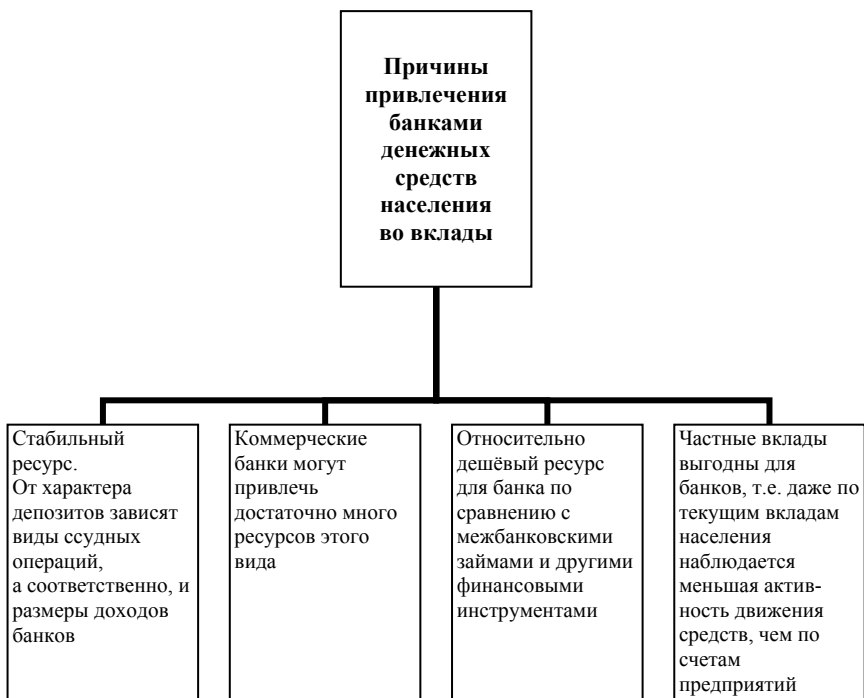 Причины
привлечения
банками
денежных
средств
населения
во вклады
Стабильный
ресурс.
От характера
депозитов зависят
виды ссудных
операций,
а соответственно, и
размеры доходов
банков
Коммерческие
банки могут
привлечь
достаточно много
ресурсов этого
вида
Относительно
дешёвый ресурс
для банка по
сравнению с
межбанковскими
займами и другими
финансовыми
инструментами
Частные вклады
выгодны для
банков, т.е. даже по
текущим вкладам
населения
наблюдается
меньшая актив-
ность движения
средств, чем по
счетам
предприятий